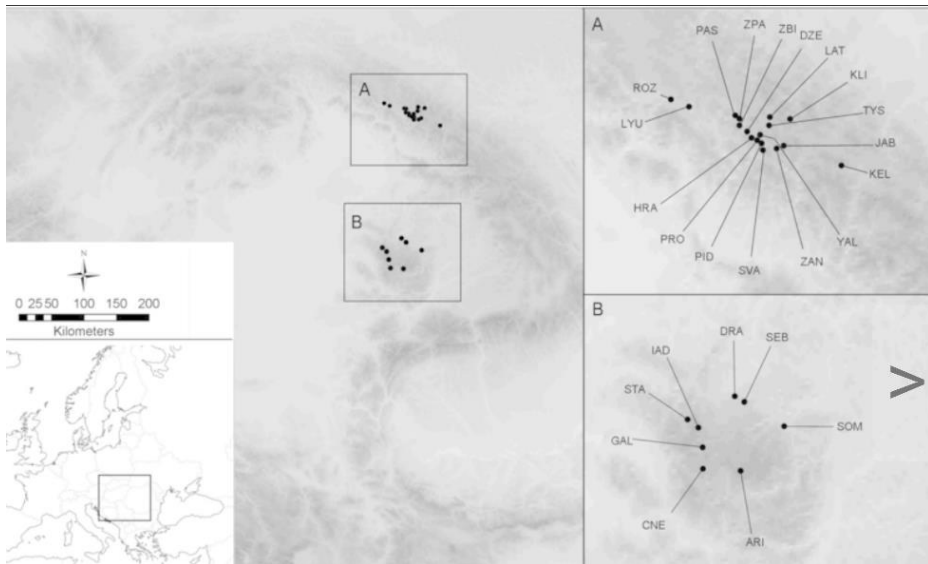 A
B
N
0 25 50 100 150 200
Kilometers
A
PAS
ZPA
ZBI
DZE
LAT
KLI
TYS
ROZ
LYU
JAB
KEL
HRA
PRO
PID
SVA
ZAN
YAL
B
DRA
SEB
IAD
STA
SOM
GAL
CNE
ARI
>